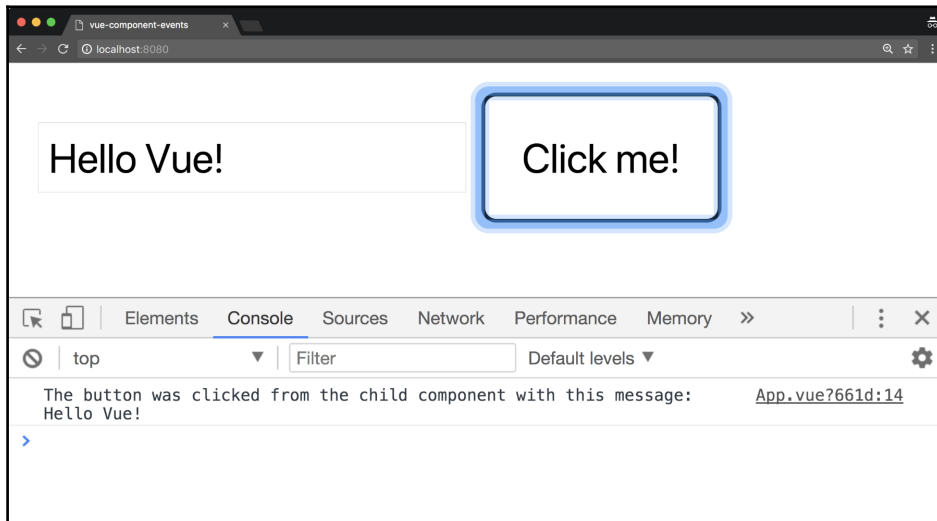 vue-component-events
localhost:8080
Hello Vue!
Click me!
Elements Console Sources Network Performance Memory
top Filter Default levels
The button was clicked from the child component with this message: App.vue?661d:14
Hello Vue!